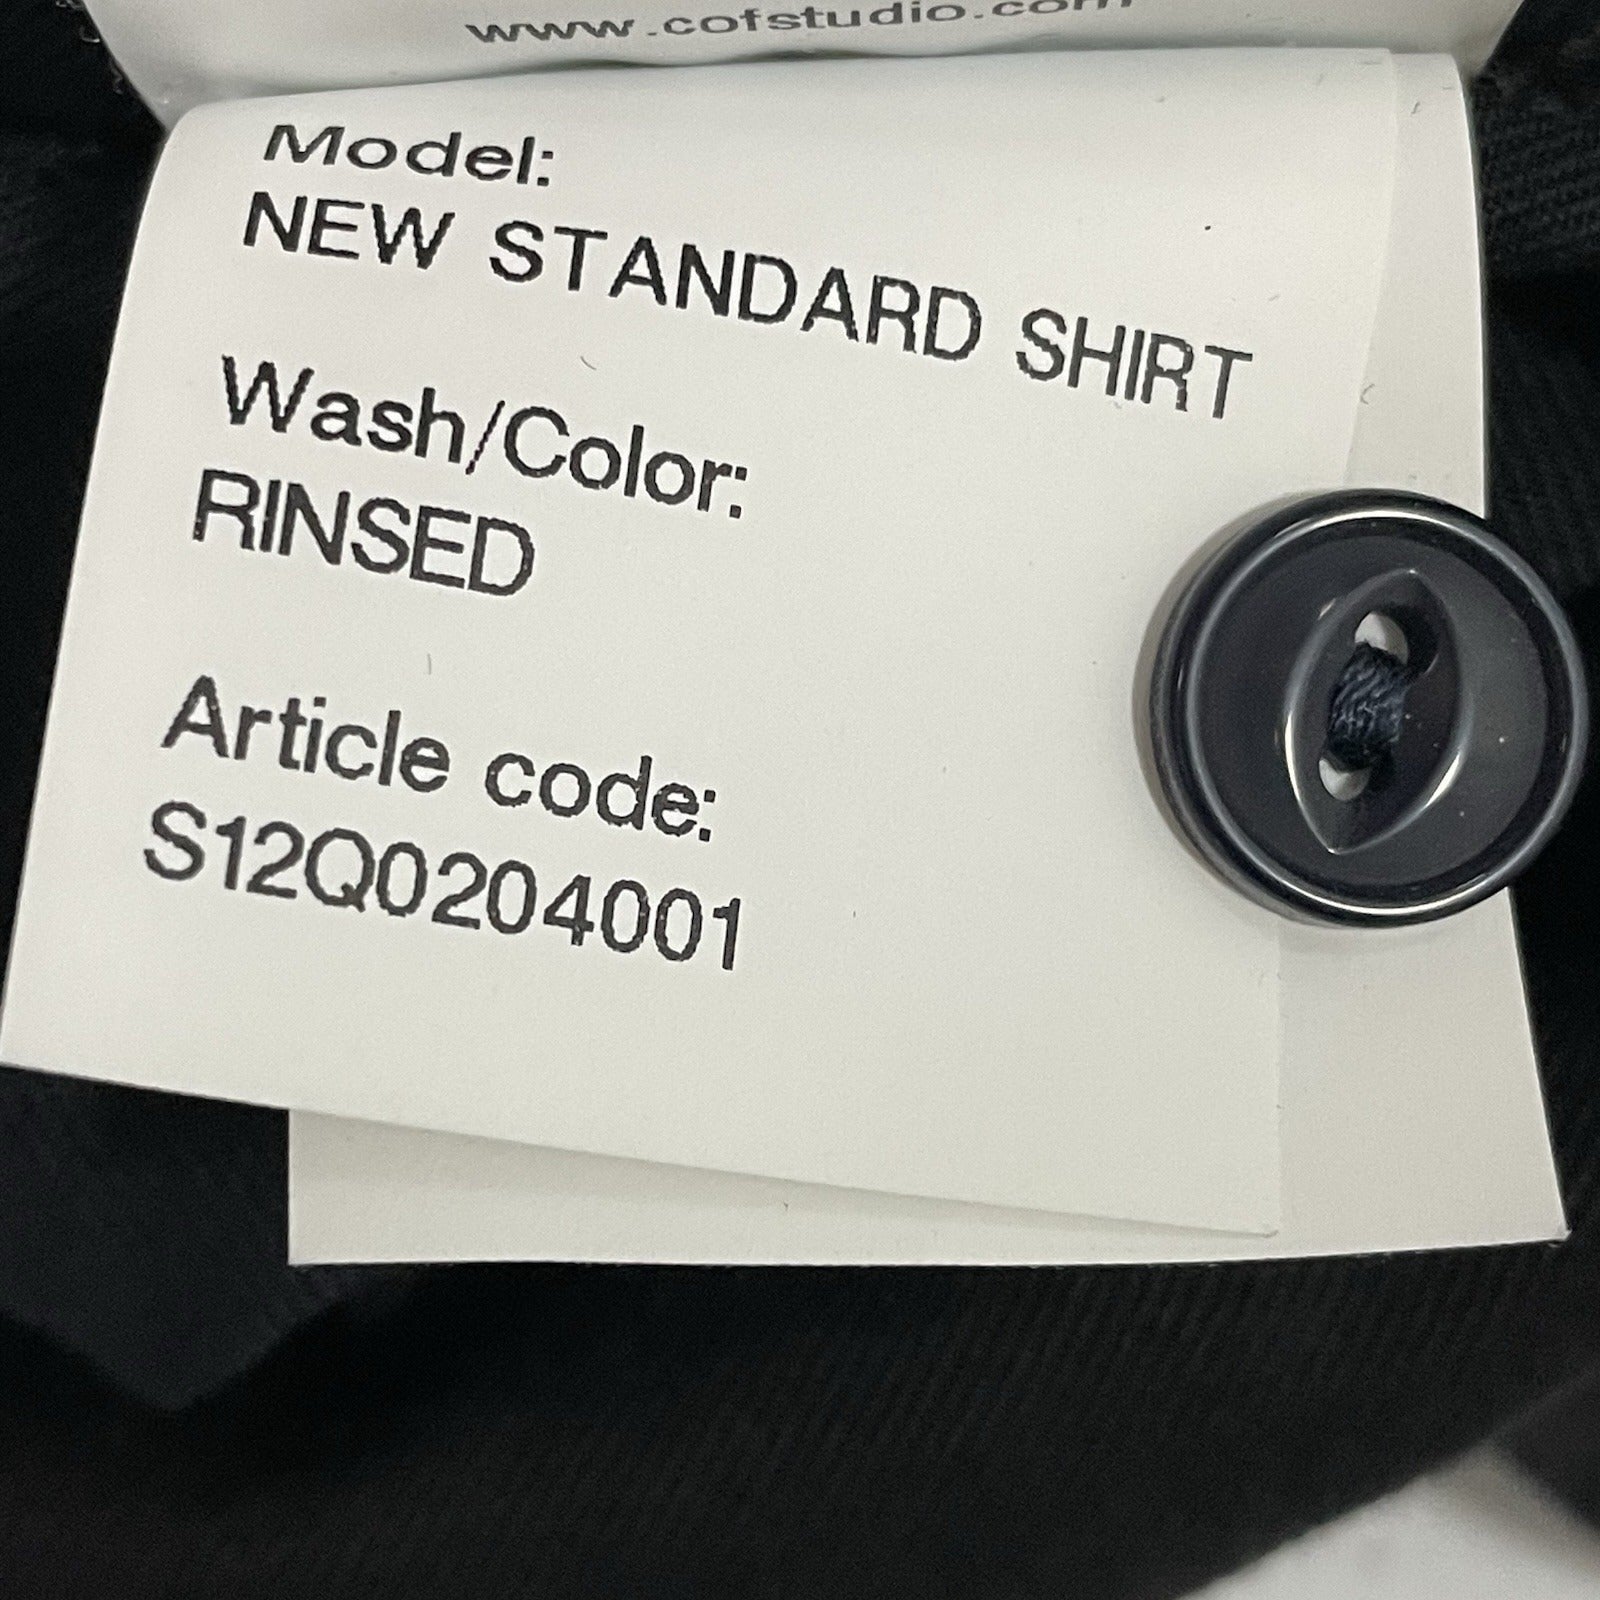 www.cofstudio.com
Model:
NEW STANDARD SHIRT
Wash/Color:
RINSED
Article code:
S12Q0204001